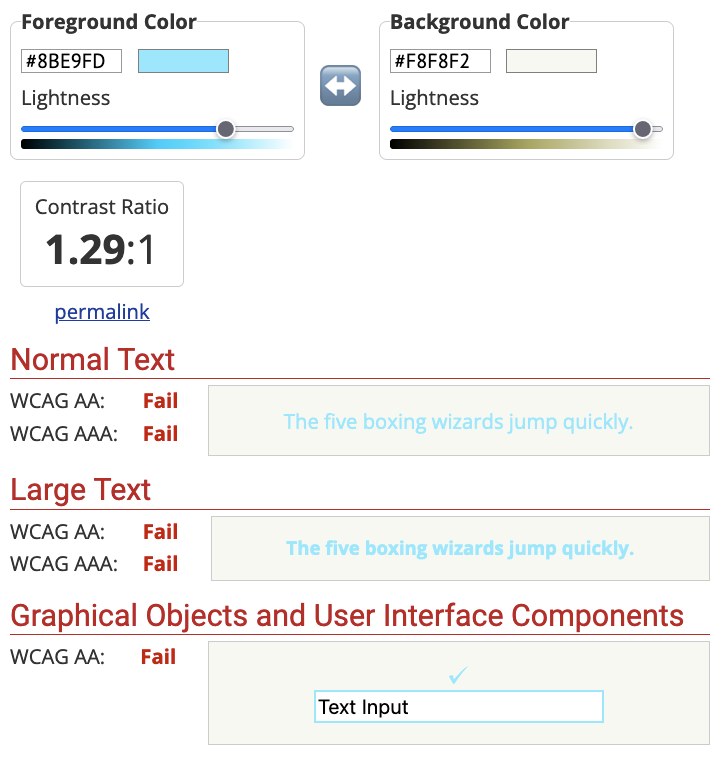 Foreground Color
#8BE9FD
Lightness
Background Color
#F8F8F2
Lightness
Contrast Ratio
1.29:1
permalink
Normal Text
WCAG AA: Fail
WCAG AAA: Fail
The five boxing wizards jump quickly.
Large Text
WCAG AA: Fail
WCAG AAA: Fail
The five boxing wizards jump quickly.
Graphical Objects and User Interface Components
WCAG AA: Fail
✓
Text Input